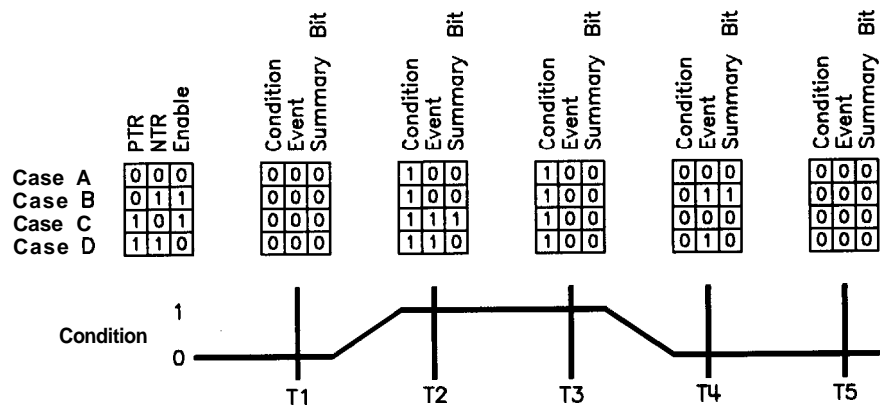 Bit Bit Bit Bit Bit
PTR NTR Enable Condition Event Summary Condition Event Summary Condition Event Summary Condition Event Summary Condition Event Summary
Case A 0 0 0 0 0 0 1 0 0 1 0 0 0 0 0 0 0 0
Case B 0 1 1 0 0 0 1 0 0 1 0 0 0 1 1 0 0 0
Case C 1 0 1 0 0 0 1 1 1 1 0 0 0 0 0 0 0 0
Case D 1 1 0 0 0 0 1 1 0 1 0 0 0 1 0 0 0 0
1
Condition
0
T1 T2 T3 T4 T5